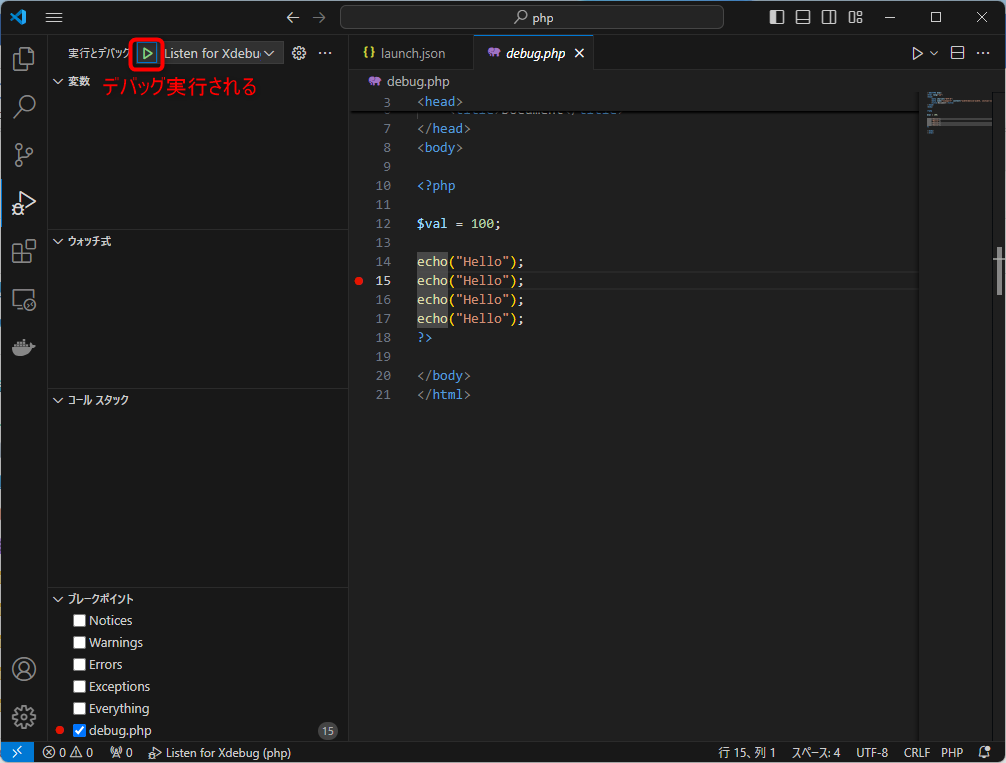 php
実行とデバッグ
Listen for Xdebu
デバッグ実行される
変数
ウォッチ式
コール スタック
ブレークポイント
Notices
Warnings
Errors
Exceptions
Everything
debug.php
15
launch.json
debug.php
debug.php
3 <head>
7 </head>
8 <body>
9
10 <?php
11
12 $val = 100;
13
14 echo("Hello");
15 echo("Hello");
16 echo("Hello");
17 echo("Hello");
18 ?>
19
20 </body>
21 </html>
0 0 0 Listen for Xdebug (php) 行 15、列 1 スペース: 4 UTF-8 CRLF PHP